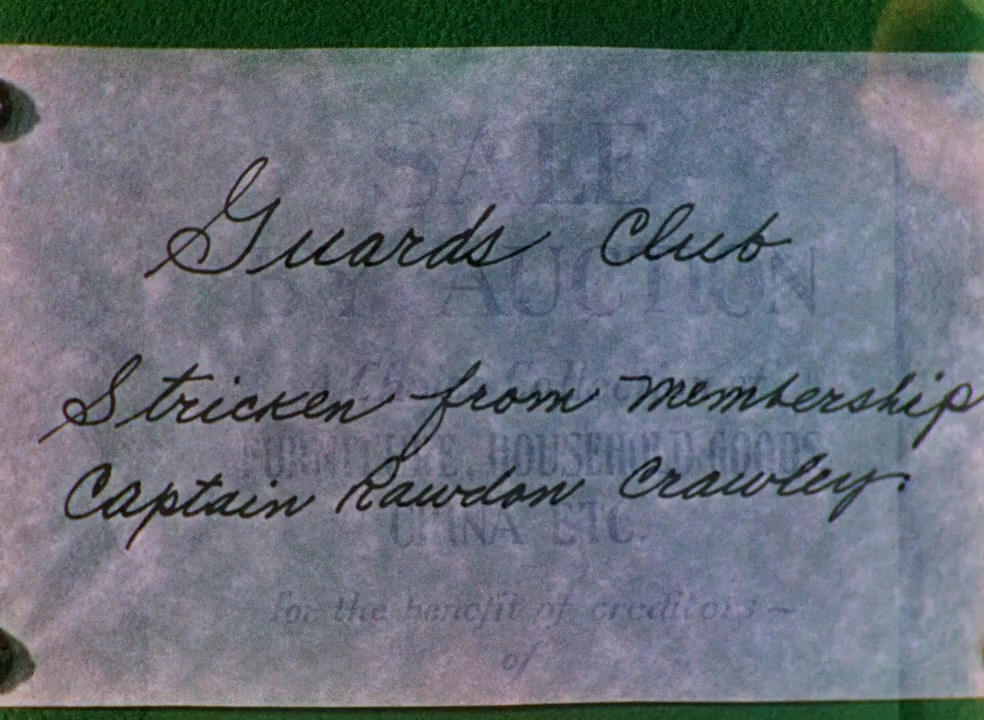 SALE
Guards Club
BY AUCTION
Stricken from membership
FURNITURE, HOUSEHOLD GOODS
Captain Rawdon Crawley.
CHINA ETC.
for the benefit of creditors—
of